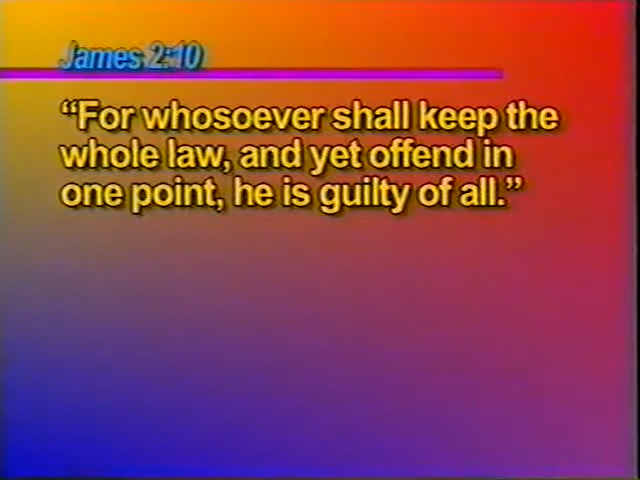 James 2:10
“For whosoever shall keep the
whole law, and yet offend in
one point, he is guilty of all.”